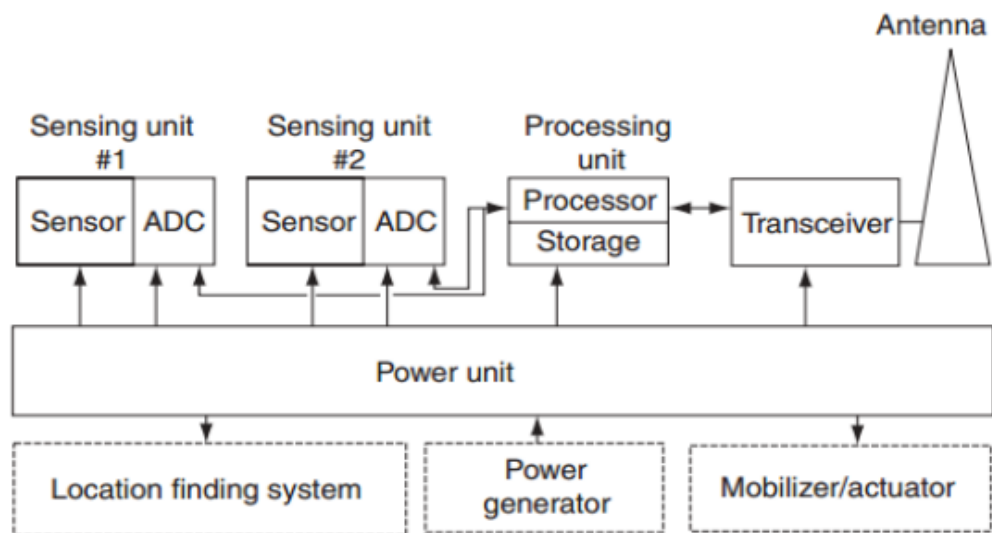 Antenna
Sensing unit
#1
Sensing unit
#2
Processing
unit
Sensor
ADC
Sensor
ADC
Processor
Storage
Transceiver
Power unit
Location finding system
Power
generator
Mobilizer/actuator